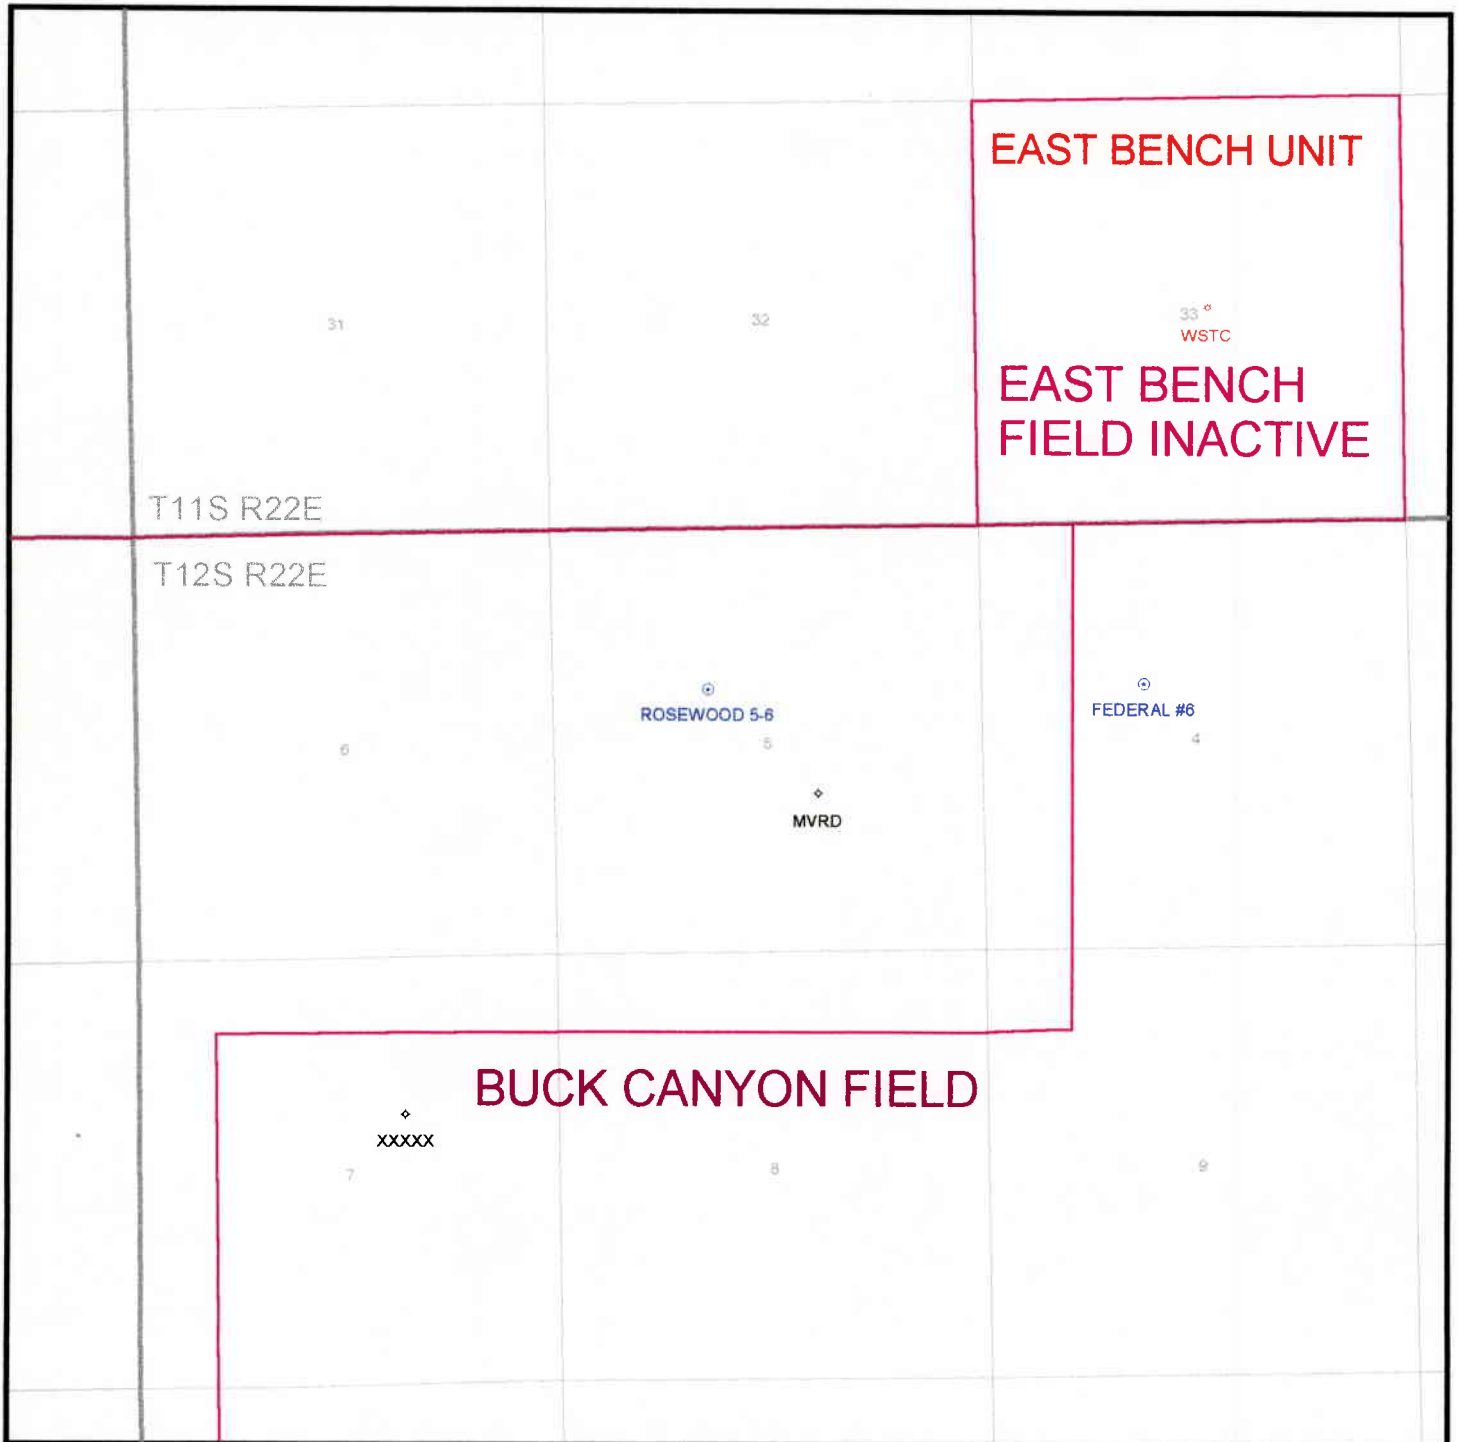 EAST BENCH UNIT
31
32
33
WSTC
EAST BENCH
FIELD INACTIVE
T11S R22E
T12S R22E
ROSEWOOD 5-6
FEDERAL #6
6
5
4
MVRD
BUCK CANYON FIELD
XXXXX
7
8
9